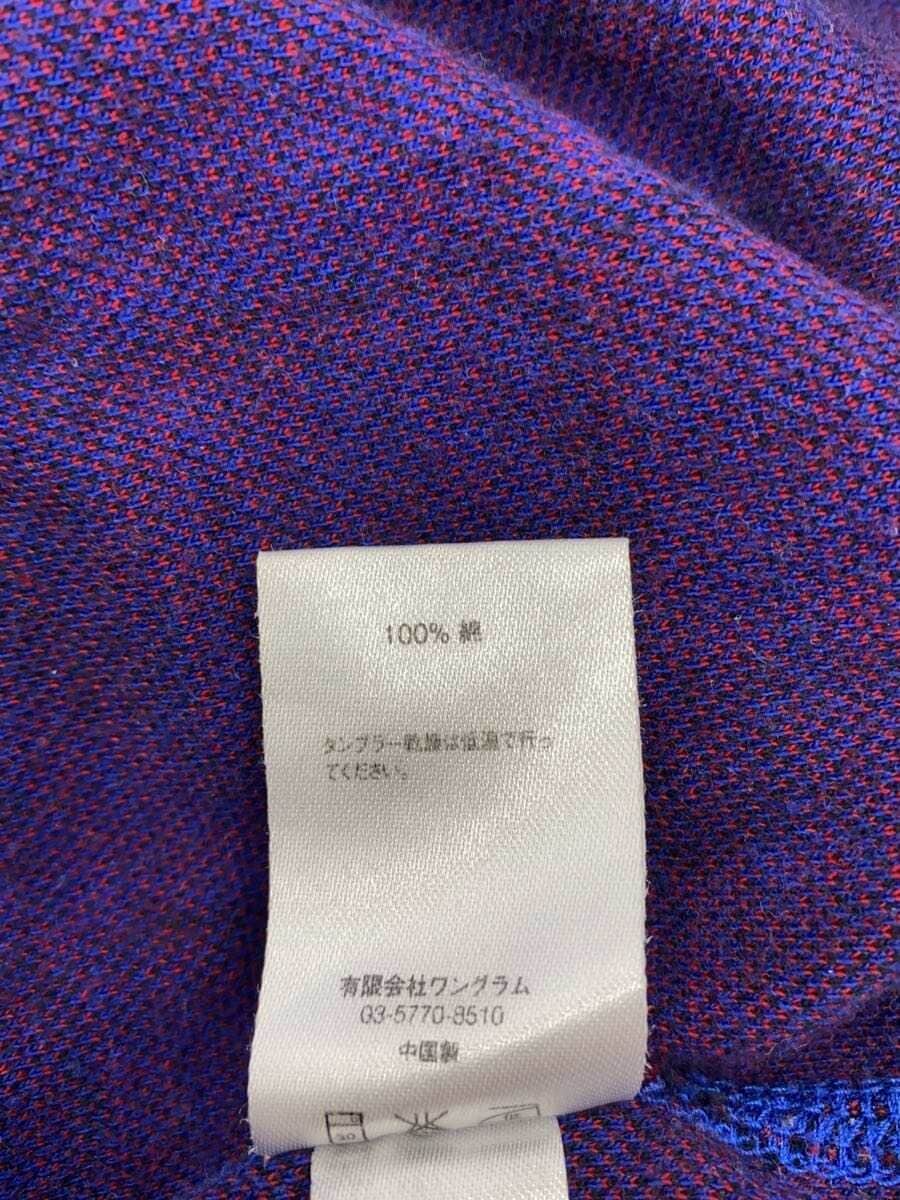 100% 綿
タンブラー乾燥は低温で行っ
てください。
有限会社ワングラム
03-5770-8510
中国製
30